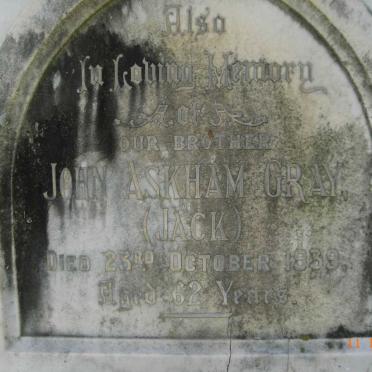 Also
In Loving Memory
OF
OUR BROTHER
JOHN ASKHAM GRAY,
(JACK)
DIED 23RD OCTOBER 1939.
Aged 62 Years.